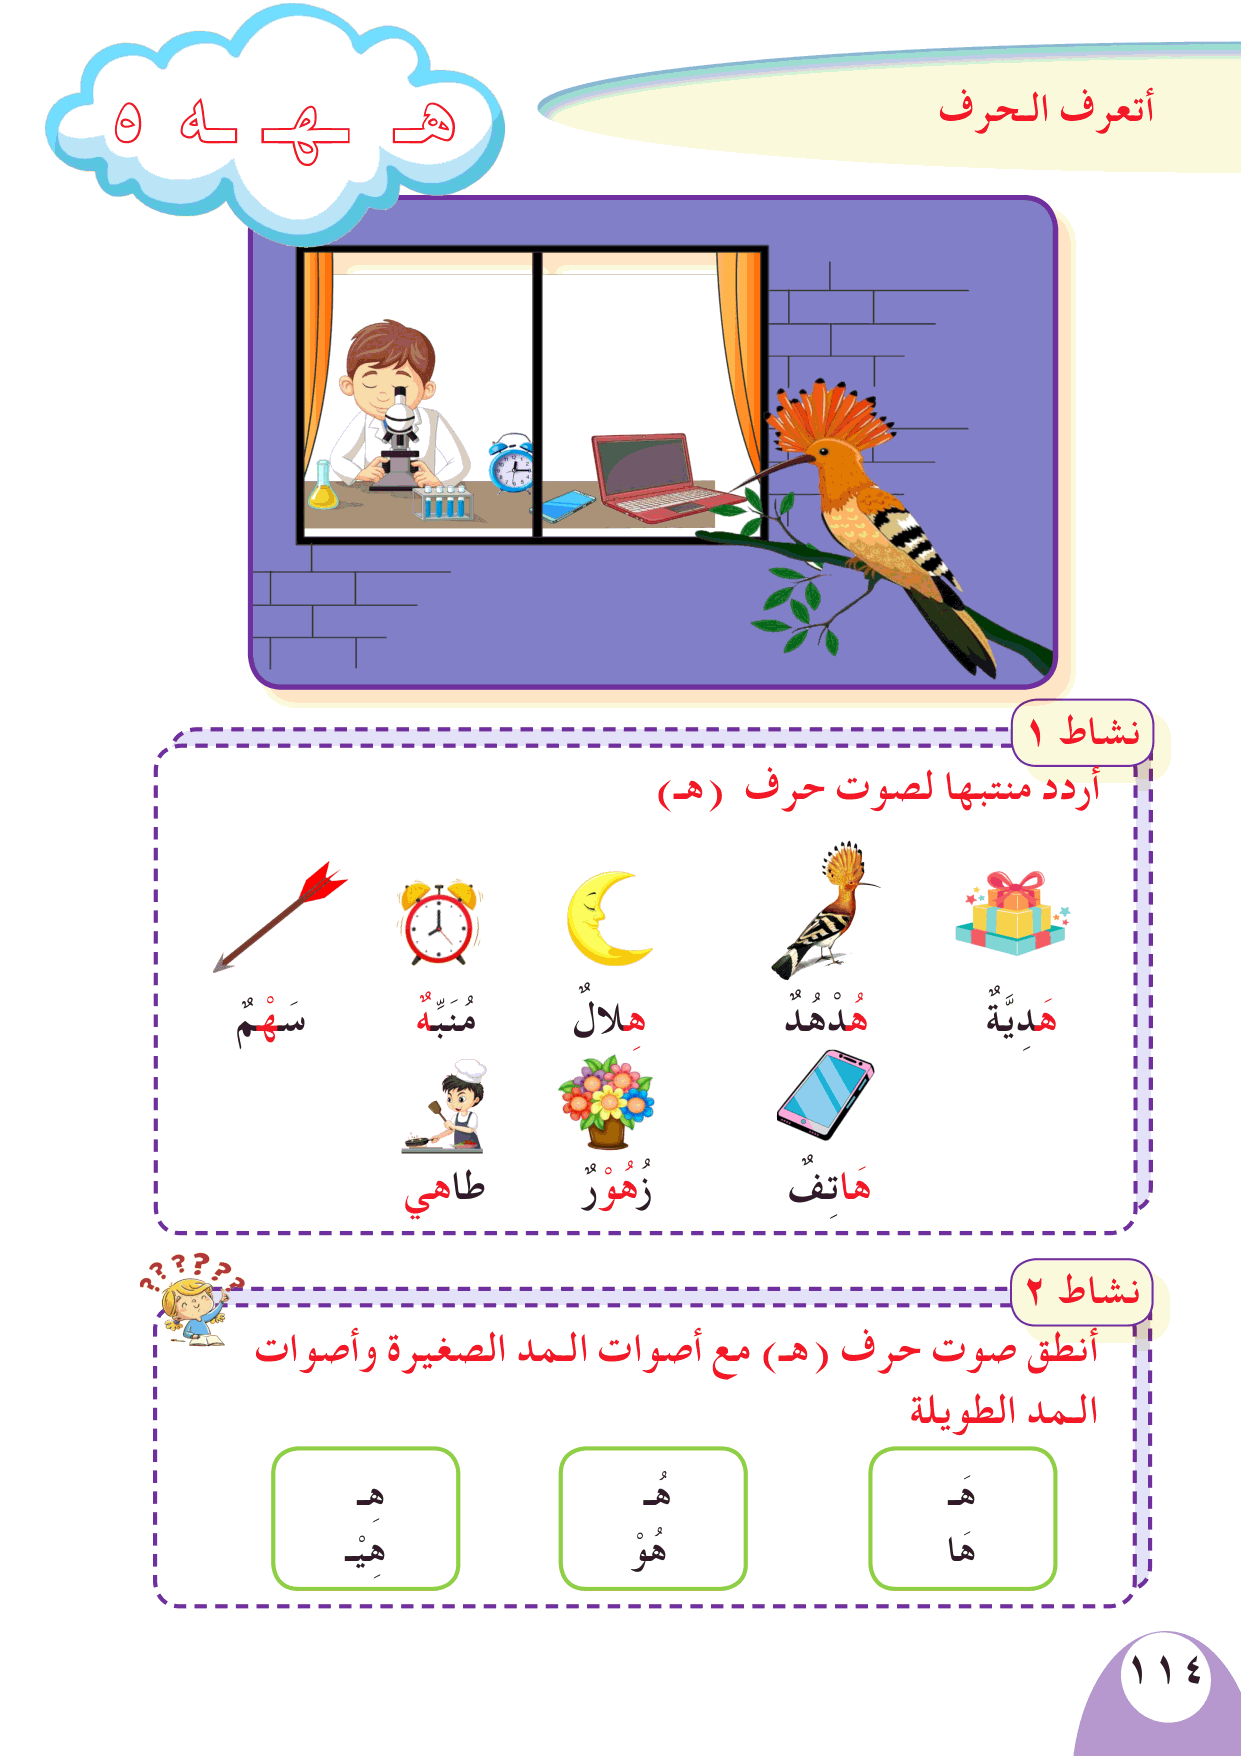 أتعرف الـحرف
هـ ـهـ ـه ه
نشاط ١
أردد منتبها لصوت حرف (هـ)
هَدِيَّةٌ هُدْهُدٌ هِلالٌ مُنَبِّهٌ سَهْمٌ
هَاتِفٌ زُهُوْرٌ طاهي
نشاط ٢
أنطق صوت حرف (هـ) مع أصوات الـمد الصغيرة وأصوات
الـمد الطويلة
هَـ هُـ هِـ
هَا هُوْ هِيْـ
١١٤